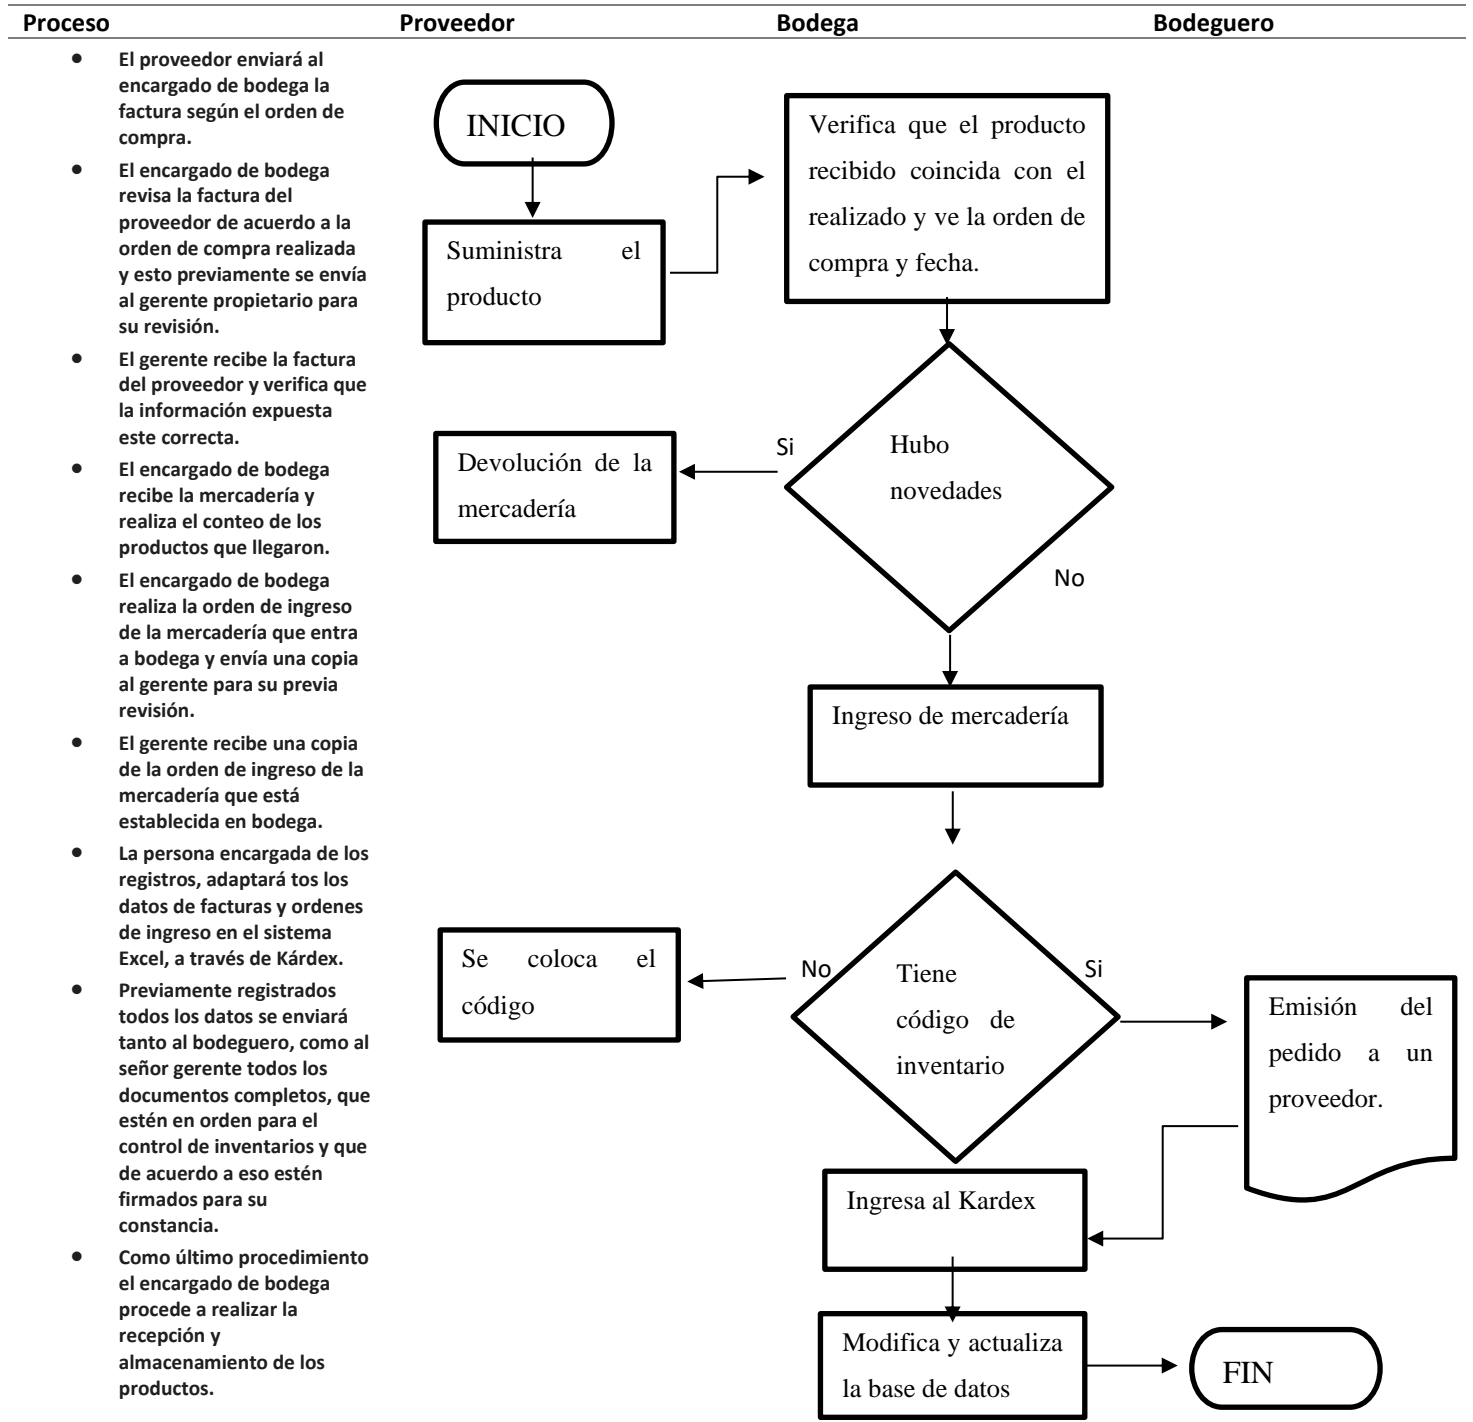 Proceso Proveedor Bodega Bodeguero
• El proveedor enviará al
encargado de bodega la
factura según el orden de
compra.
• El encargado de bodega
revisa la factura del
proveedor de acuerdo a la
orden de compra realizada
y esto previamente se envía
al gerente propietario para
su revisión.
• El gerente recibe la factura
del proveedor y verifica que
la información expuesta
este correcta.
• El encargado de bodega
recibe la mercadería y
realiza el conteo de los
productos que llegaron.
• El encargado de bodega
realiza la orden de ingreso
de la mercadería que entra
a bodega y envía una copia
al gerente para su previa
revisión.
• El gerente recibe una copia
de la orden de ingreso de la
mercadería que está
establecida en bodega.
• La persona encargada de los
registros, adaptará tos los
datos de facturas y ordenes
de ingreso en el sistema
Excel, a través de Kárdex.
• Previamente registrados
todos los datos se enviará
tanto al bodeguero, como al
señor gerente todos los
documentos completos, que
estén en orden para el
control de inventarios y que
de acuerdo a eso estén
firmados para su
constancia.
• Como último procedimiento
el encargado de bodega
procede a realizar la
recepción y
almacenamiento de los
productos.
INICIO
Suministra el
producto
Verifica que el producto
recibido coincida con el
realizado y ve la orden de
compra y fecha.
Hubo
novedades
Si
Devolución de la
mercadería
No
Ingreso de mercadería
Tiene
código de
inventario
No
Se coloca el
código
Si
Emisión del
pedido a un
proveedor.
Ingresa al Kardex
Modifica y actualiza
la base de datos
FIN